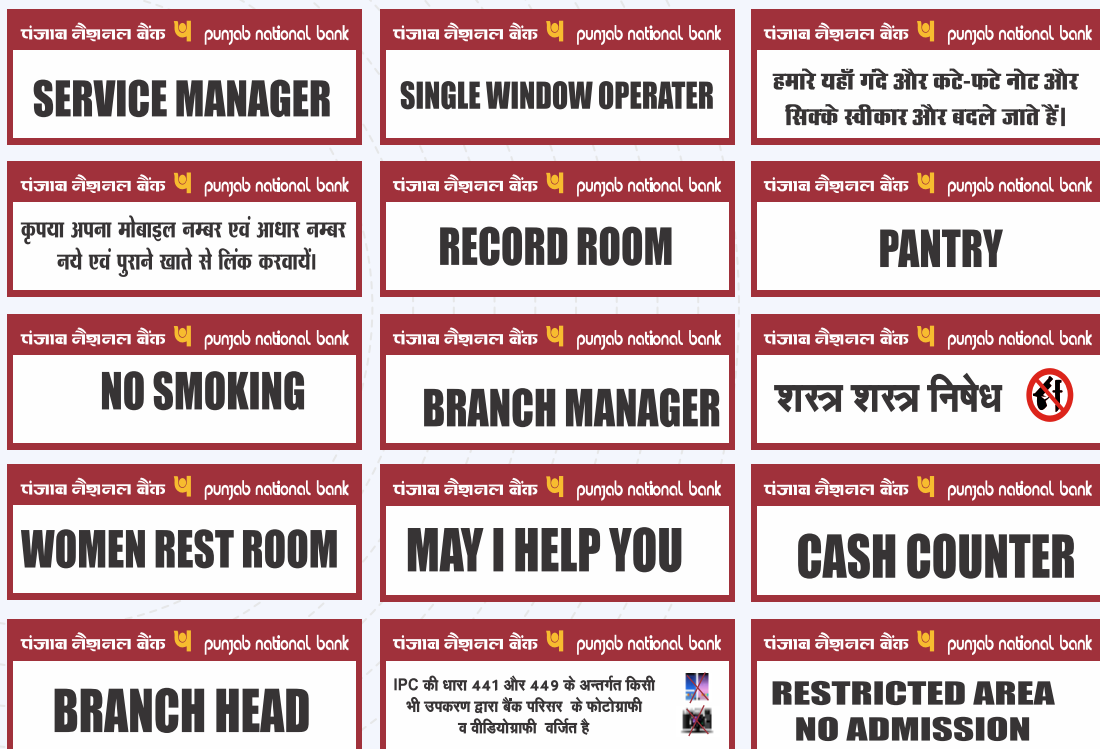 पंजाब नैशनल बैंक punjab national bank
SERVICE MANAGER
पंजाब नैशनल बैंक punjab national bank
SINGLE WINDOW OPERATER
पंजाब नैशनल बैंक punjab national bank
हमारे यहाँ गंदे और कटे-फटे नोट और
सिक्के स्वीकार और बदले जाते हैं।
पंजाब नैशनल बैंक punjab national bank
कृपया अपना मोबाइल नम्बर एवं आधार नम्बर
नये एवं पुराने खाते से लिंक करवायें।
पंजाब नैशनल बैंक punjab national bank
RECORD ROOM
पंजाब नैशनल बैंक punjab national bank
PANTRY
पंजाब नैशनल बैंक punjab national bank
NO SMOKING
पंजाब नैशनल बैंक punjab national bank
BRANCH MANAGER
पंजाब नैशनल बैंक punjab national bank
शस्त्र शस्त्र निषेध
पंजाब नैशनल बैंक punjab national bank
WOMEN REST ROOM
पंजाब नैशनल बैंक punjab national bank
MAY I HELP YOU
पंजाब नैशनल बैंक punjab national bank
CASH COUNTER
पंजाब नैशनल बैंक punjab national bank
BRANCH HEAD
पंजाब नैशनल बैंक punjab national bank
IPC की धारा 441 और 449 के अन्तर्गत किसी
भी उपकरण द्वारा बैंक परिसर के फोटोग्राफी
व वीडियोग्राफी वर्जित है
पंजाब नैशनल बैंक punjab national bank
RESTRICTED AREA
NO ADMISSION